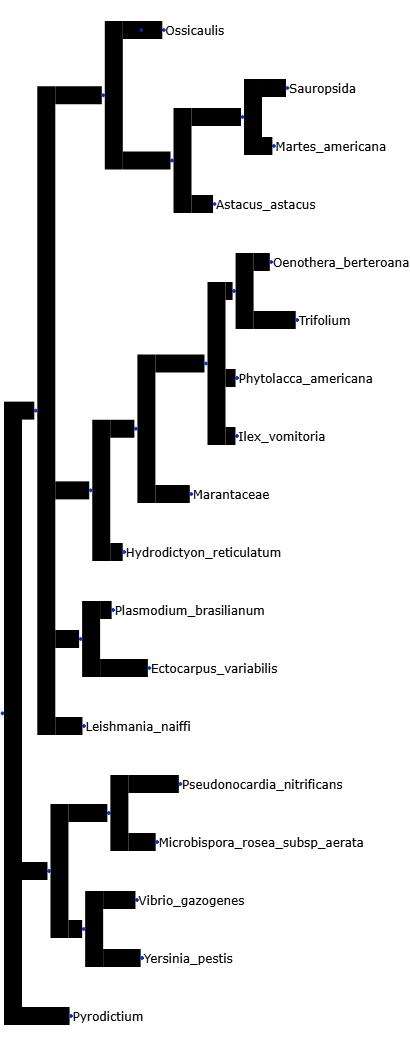 Ossicaulis
Sauropsida
Martes_americana
Astacus_astacus
Oenothera_berteroana
Trifolium
Phytolacca_americana
Ilex_vomitoria
Marantaceae
Hydrodictyon_reticulatum
Plasmodium_brasilianum
Ectocarpus_variabilis
Leishmania_naiffi
Pseudonocardia_nitrificans
Microbispora_rosea_subsp_aerata
Vibrio_gazogenes
Yersinia_pestis
Pyrodictium